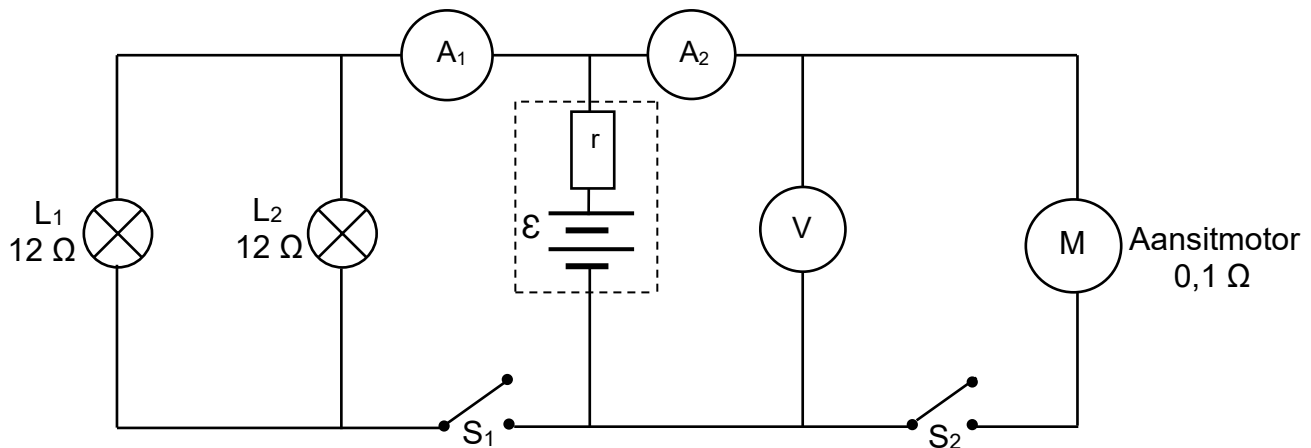 A₁
A₂
r
L₁
12 Ω
L₂
12 Ω
ε
V
M
Aansitmotor
0,1 Ω
S₁
S₂